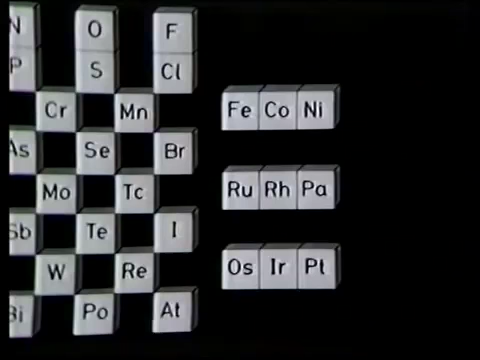 N O F
P S Cl
Cr Mn Fe Co Ni
As Se Br
Mo Tc Ru Rh Pa
Sb Te I
W Re Os Ir Pt
Bi Po At